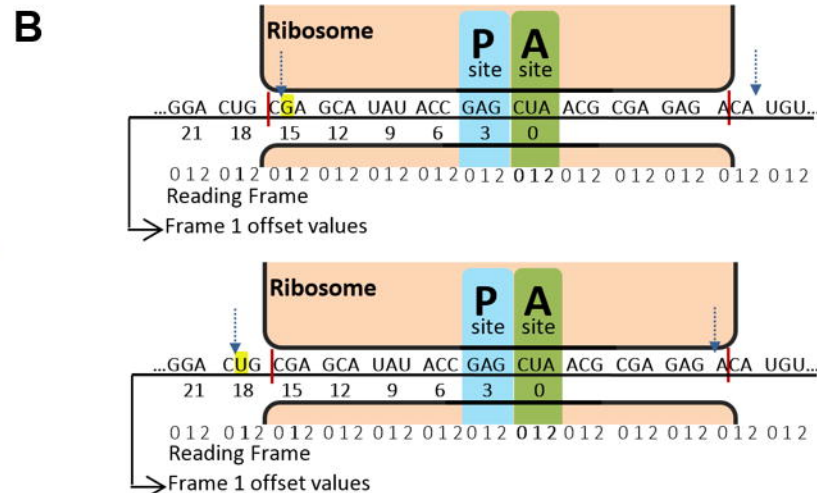 B
Ribosome
P A
site site
...GGA CUG CGA GCA UAU ACC GAG CUA ACG CGA GAG ACA UGU...
21 18 15 12 9 6 3 0
0 1 2 0 1 2 0 1 2 0 1 2 0 1 2 0 1 2 0 1 2 0 1 2 0 1 2 0 1 2 0 1 2 0 1 2 0 1 2
Reading Frame
Frame 1 offset values
Ribosome
P A
site site
...GGA CUG CGA GCA UAU ACC GAG CUA ACG CGA GAG ACA UGU...
21 18 15 12 9 6 3 0
0 1 2 0 1 2 0 1 2 0 1 2 0 1 2 0 1 2 0 1 2 0 1 2 0 1 2 0 1 2 0 1 2 0 1 2 0 1 2
Reading Frame
Frame 1 offset values